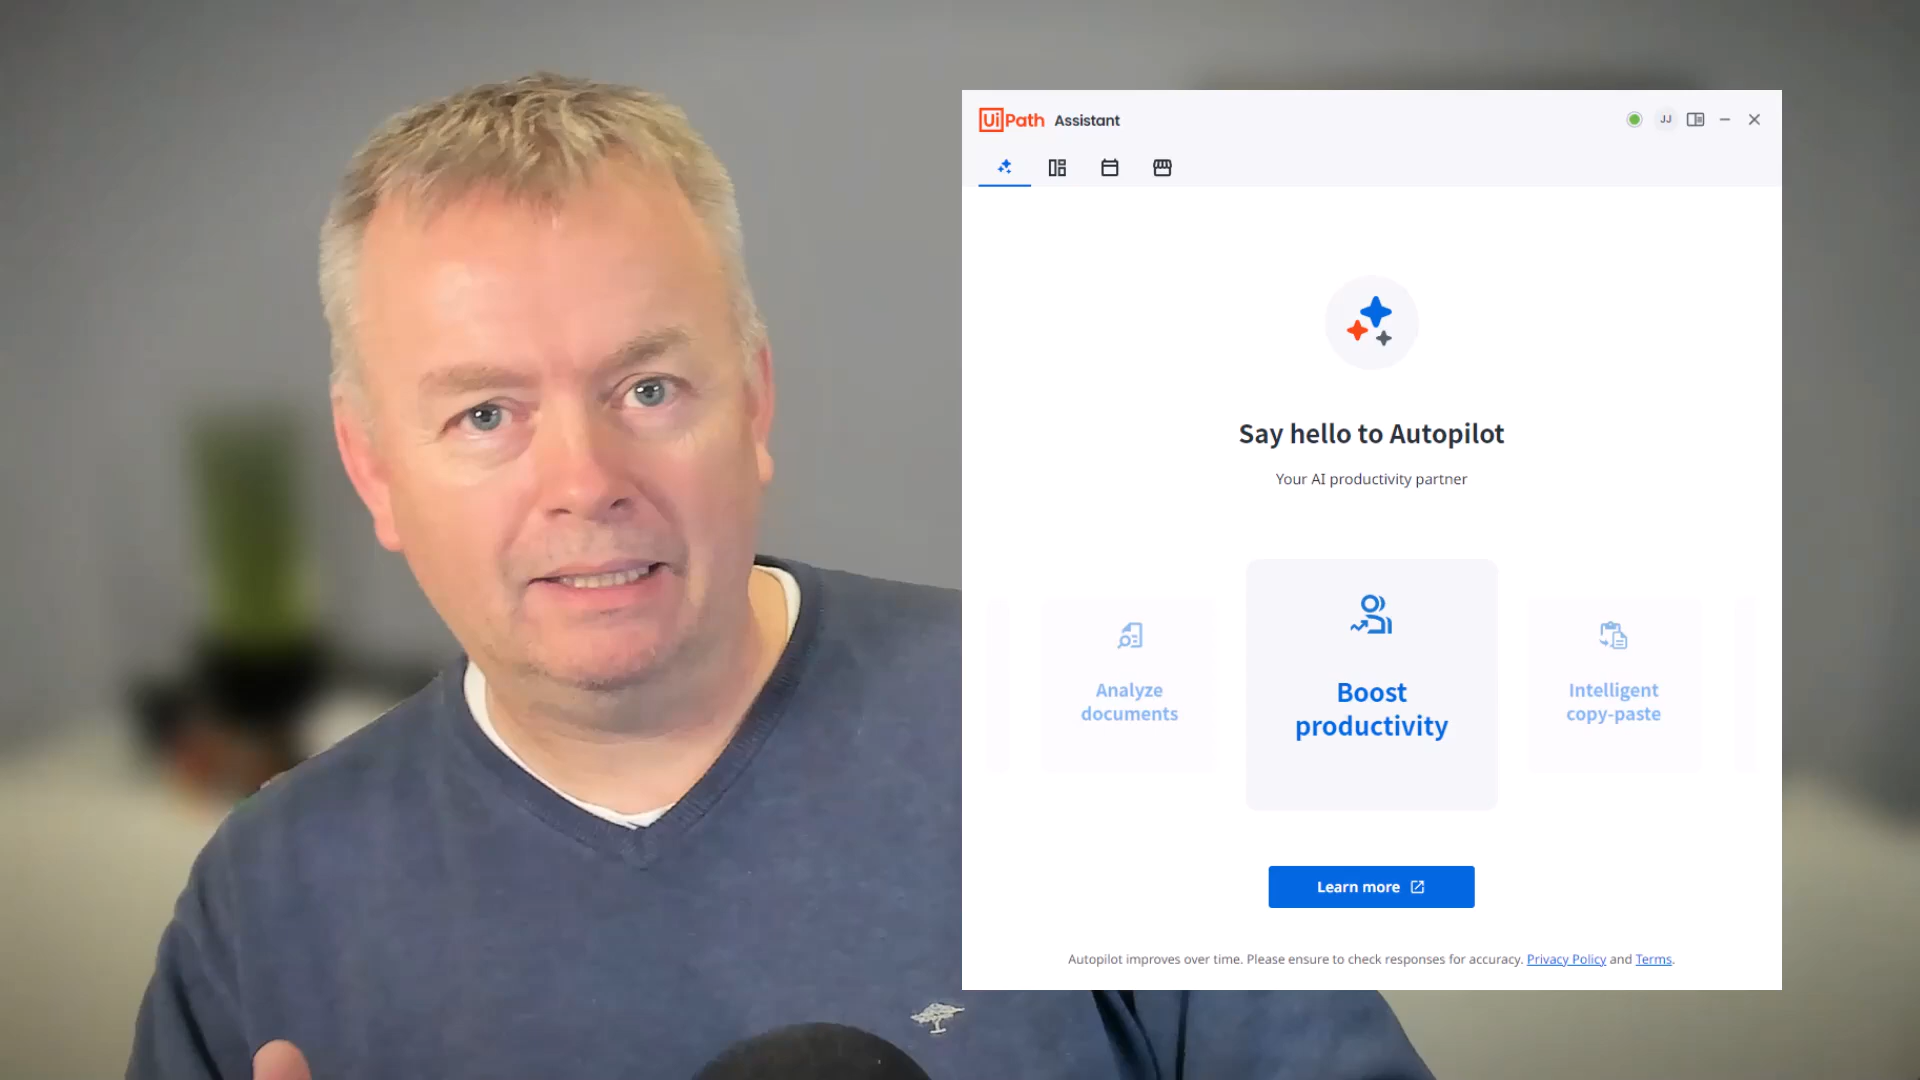 UiPath Assistant
JJ
Say hello to Autopilot
Your AI productivity partner
Analyze
documents
Boost
productivity
Intelligent
copy-paste
Learn more
Autopilot improves over time. Please ensure to check responses for accuracy. Privacy Policy and Terms.